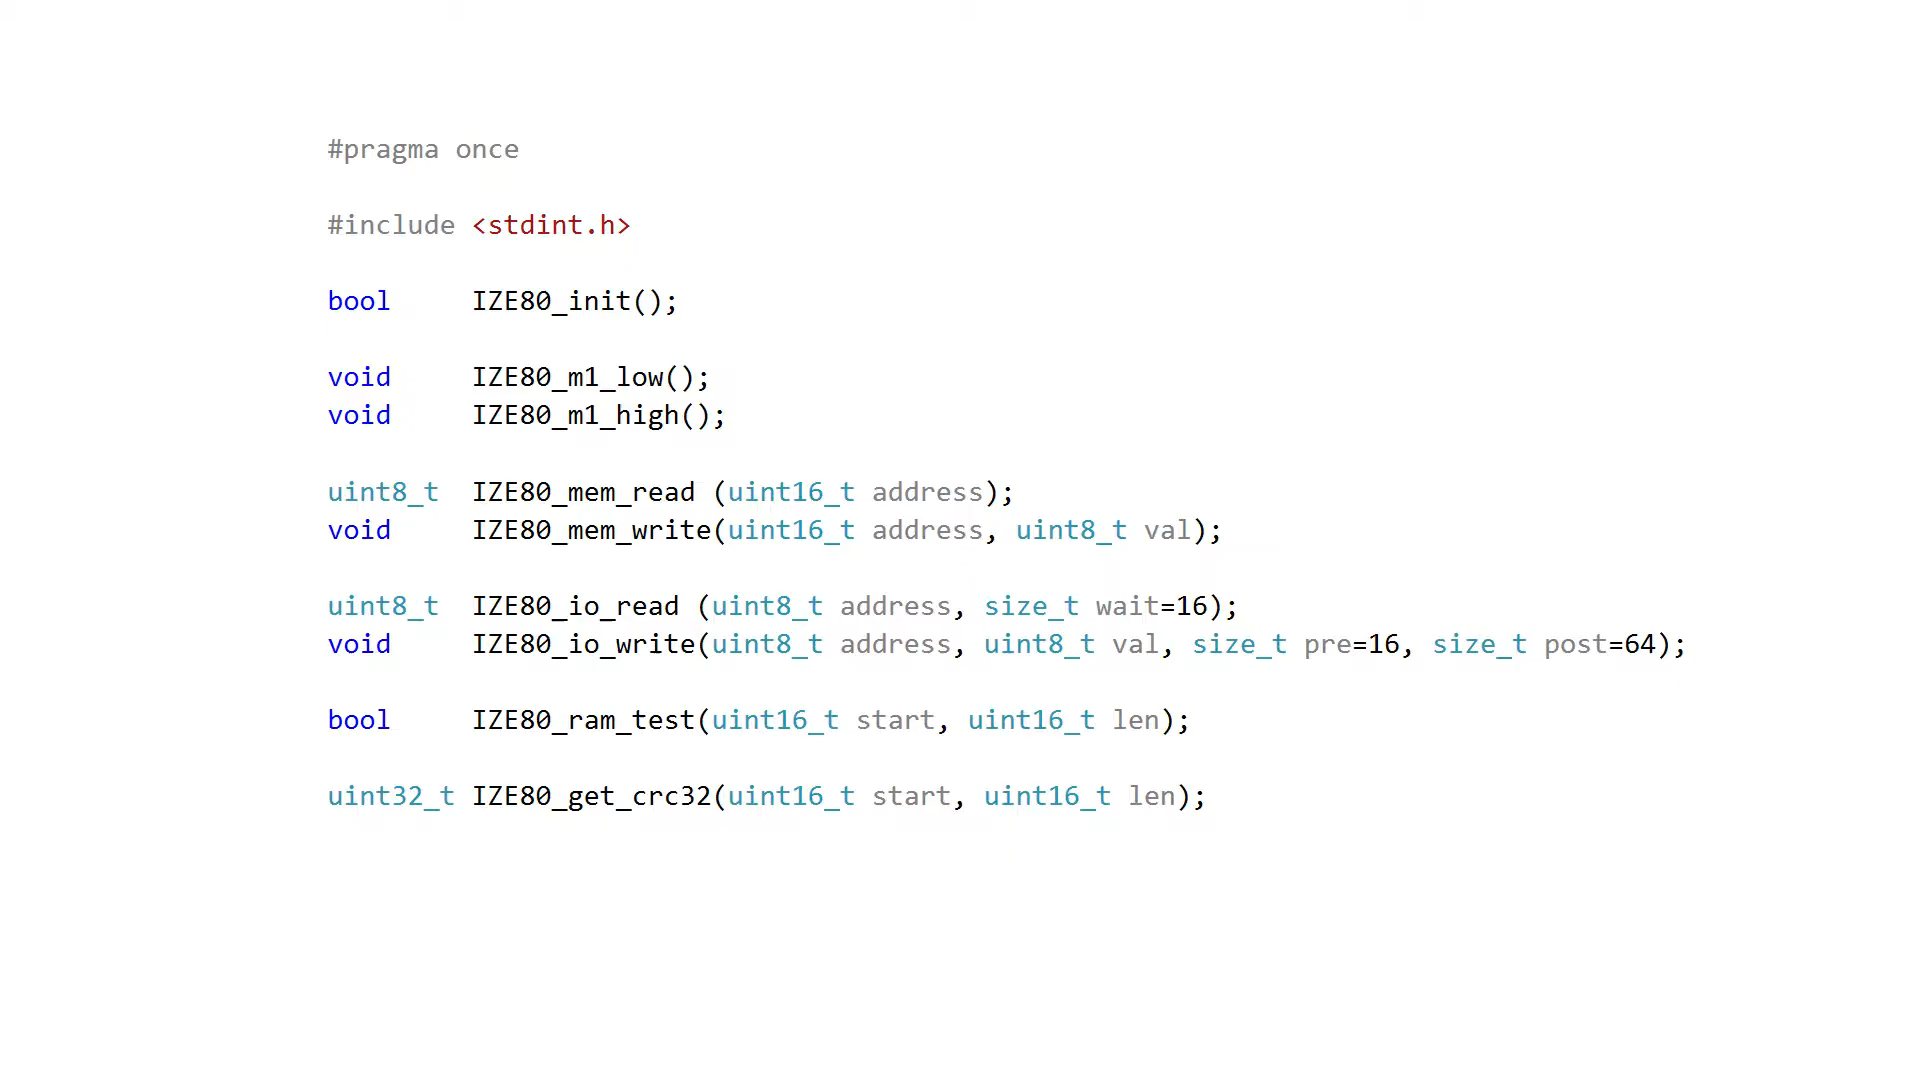 #pragma once
#include <stdint.h>
bool IZE80_init();
void IZE80_m1_low();
void IZE80_m1_high();
uint8_t IZE80_mem_read (uint16_t address);
void IZE80_mem_write(uint16_t address, uint8_t val);
uint8_t IZE80_io_read (uint8_t address, size_t wait=16);
void IZE80_io_write(uint8_t address, uint8_t val, size_t pre=16, size_t post=64);
bool IZE80_ram_test(uint16_t start, uint16_t len);
uint32_t IZE80_get_crc32(uint16_t start, uint16_t len);